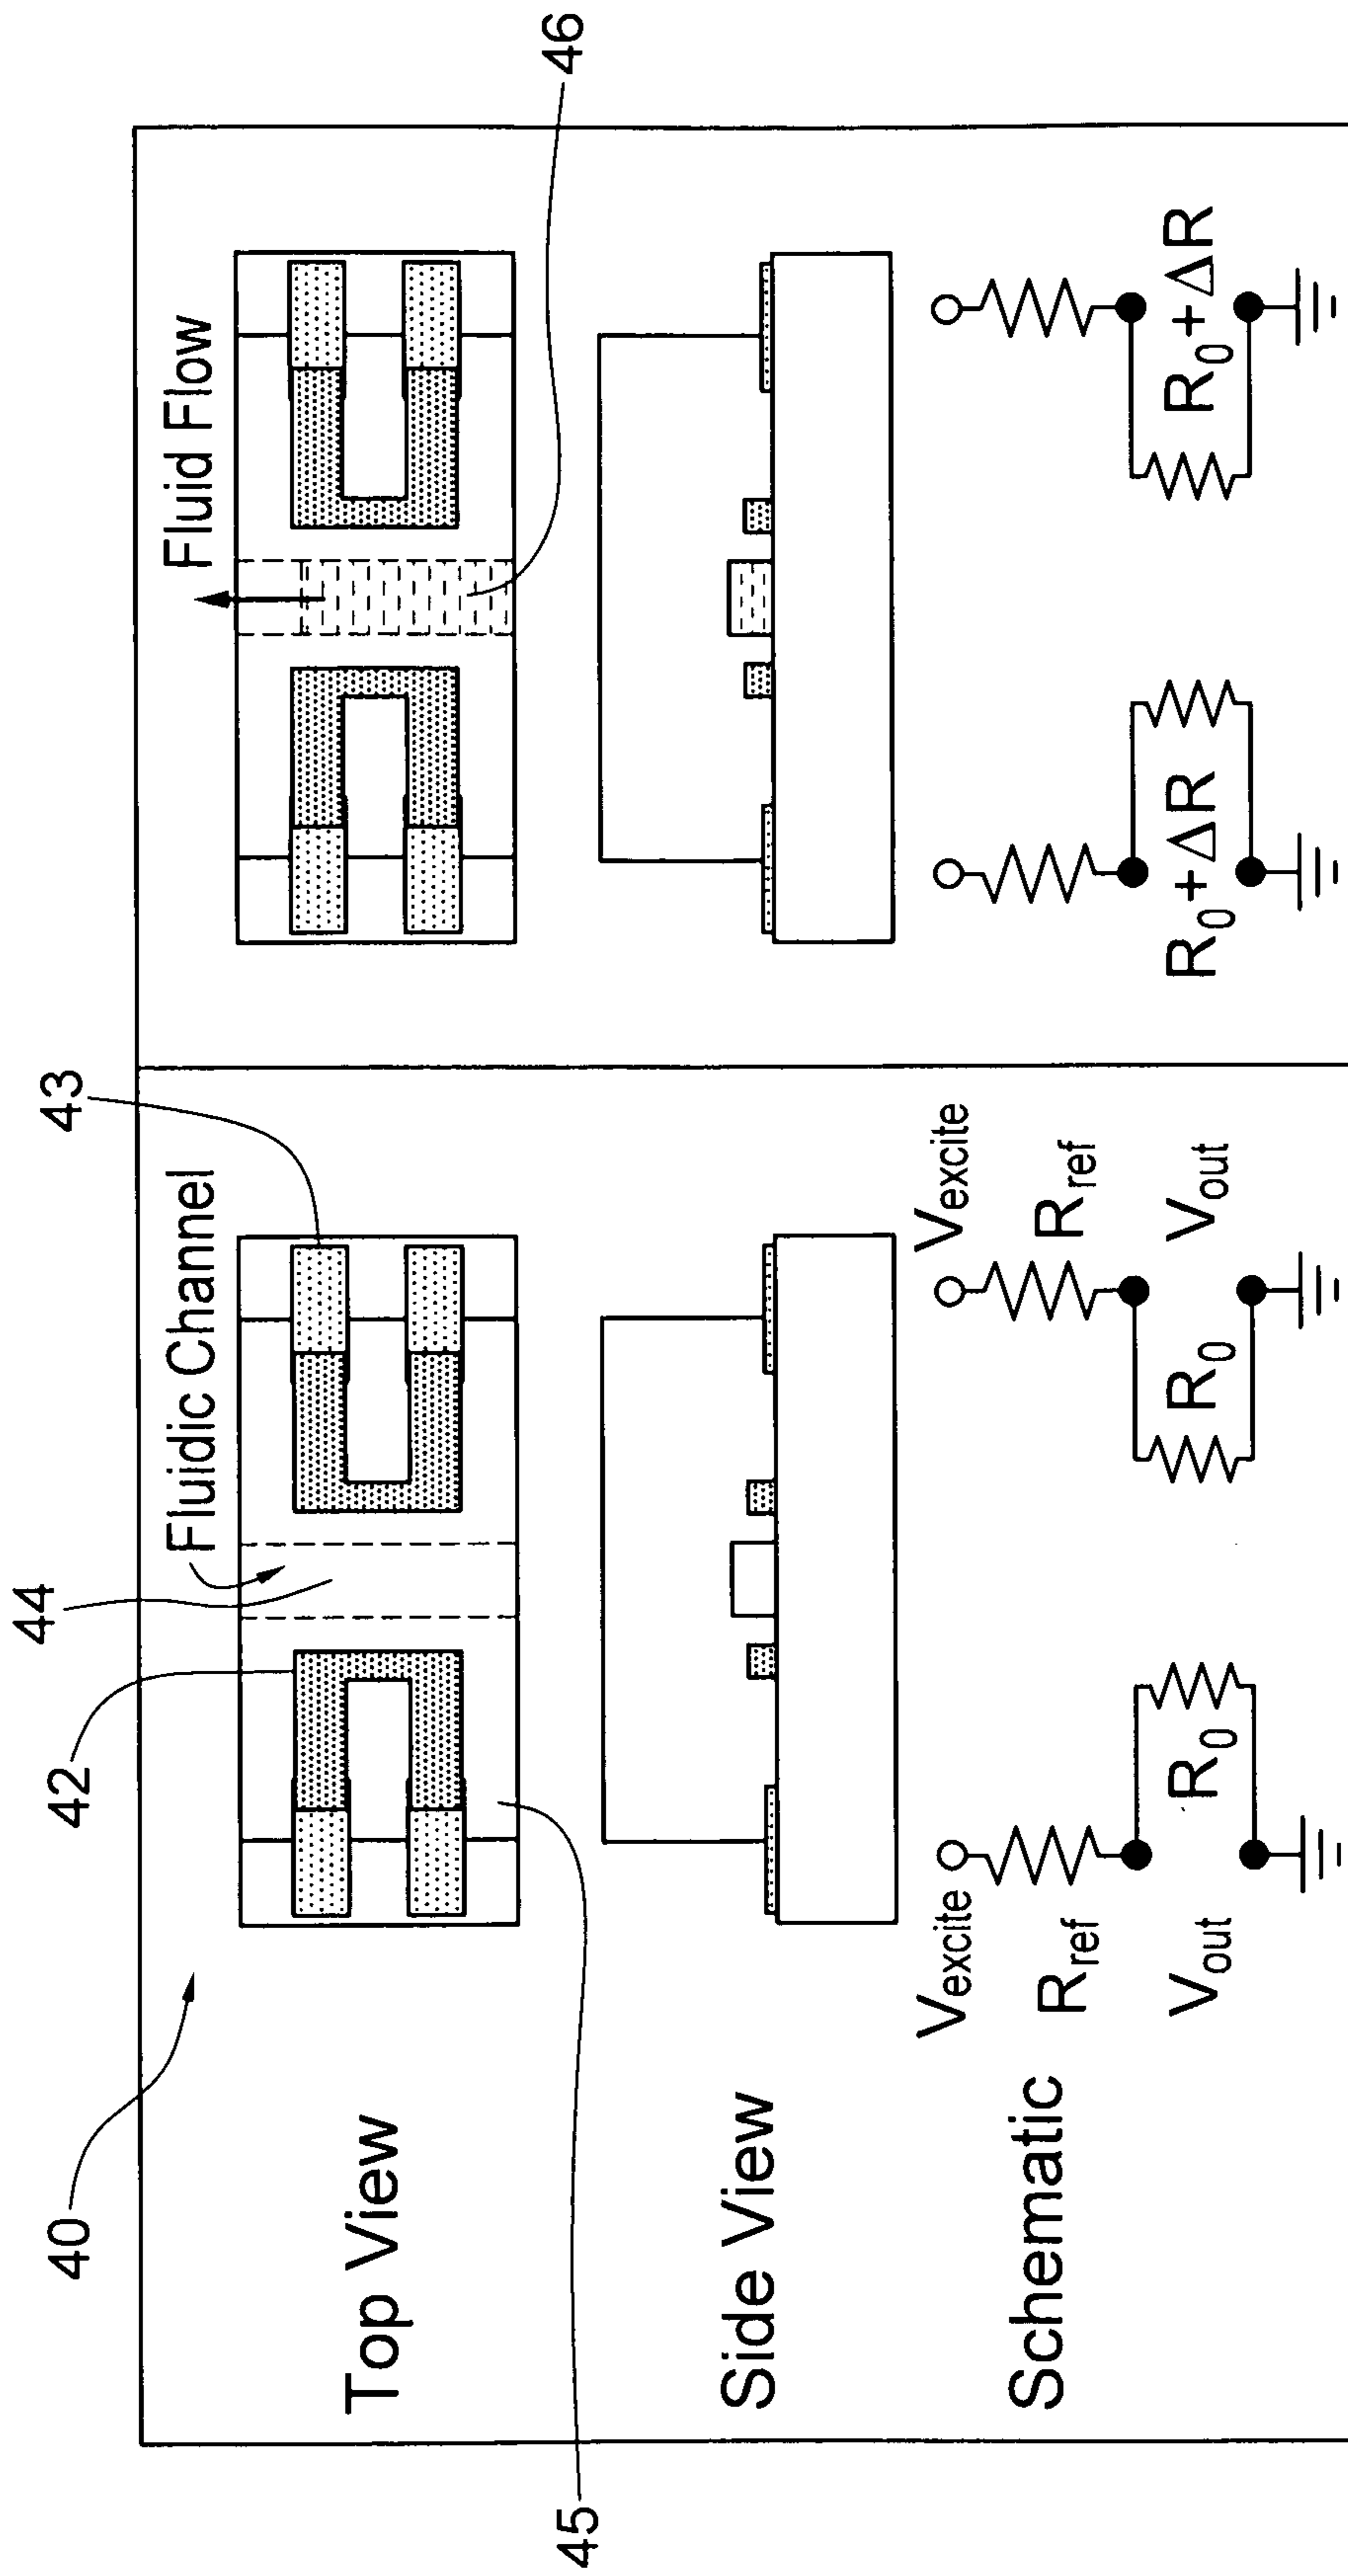 40
42
44
43
46
45
Fluidic Channel
Fluid Flow
Top View
Side View
Schematic
Vexcite
Rref
Vout
R0
R0
Vexcite
Rref
Vout
R0+ΔR
R0+ΔR